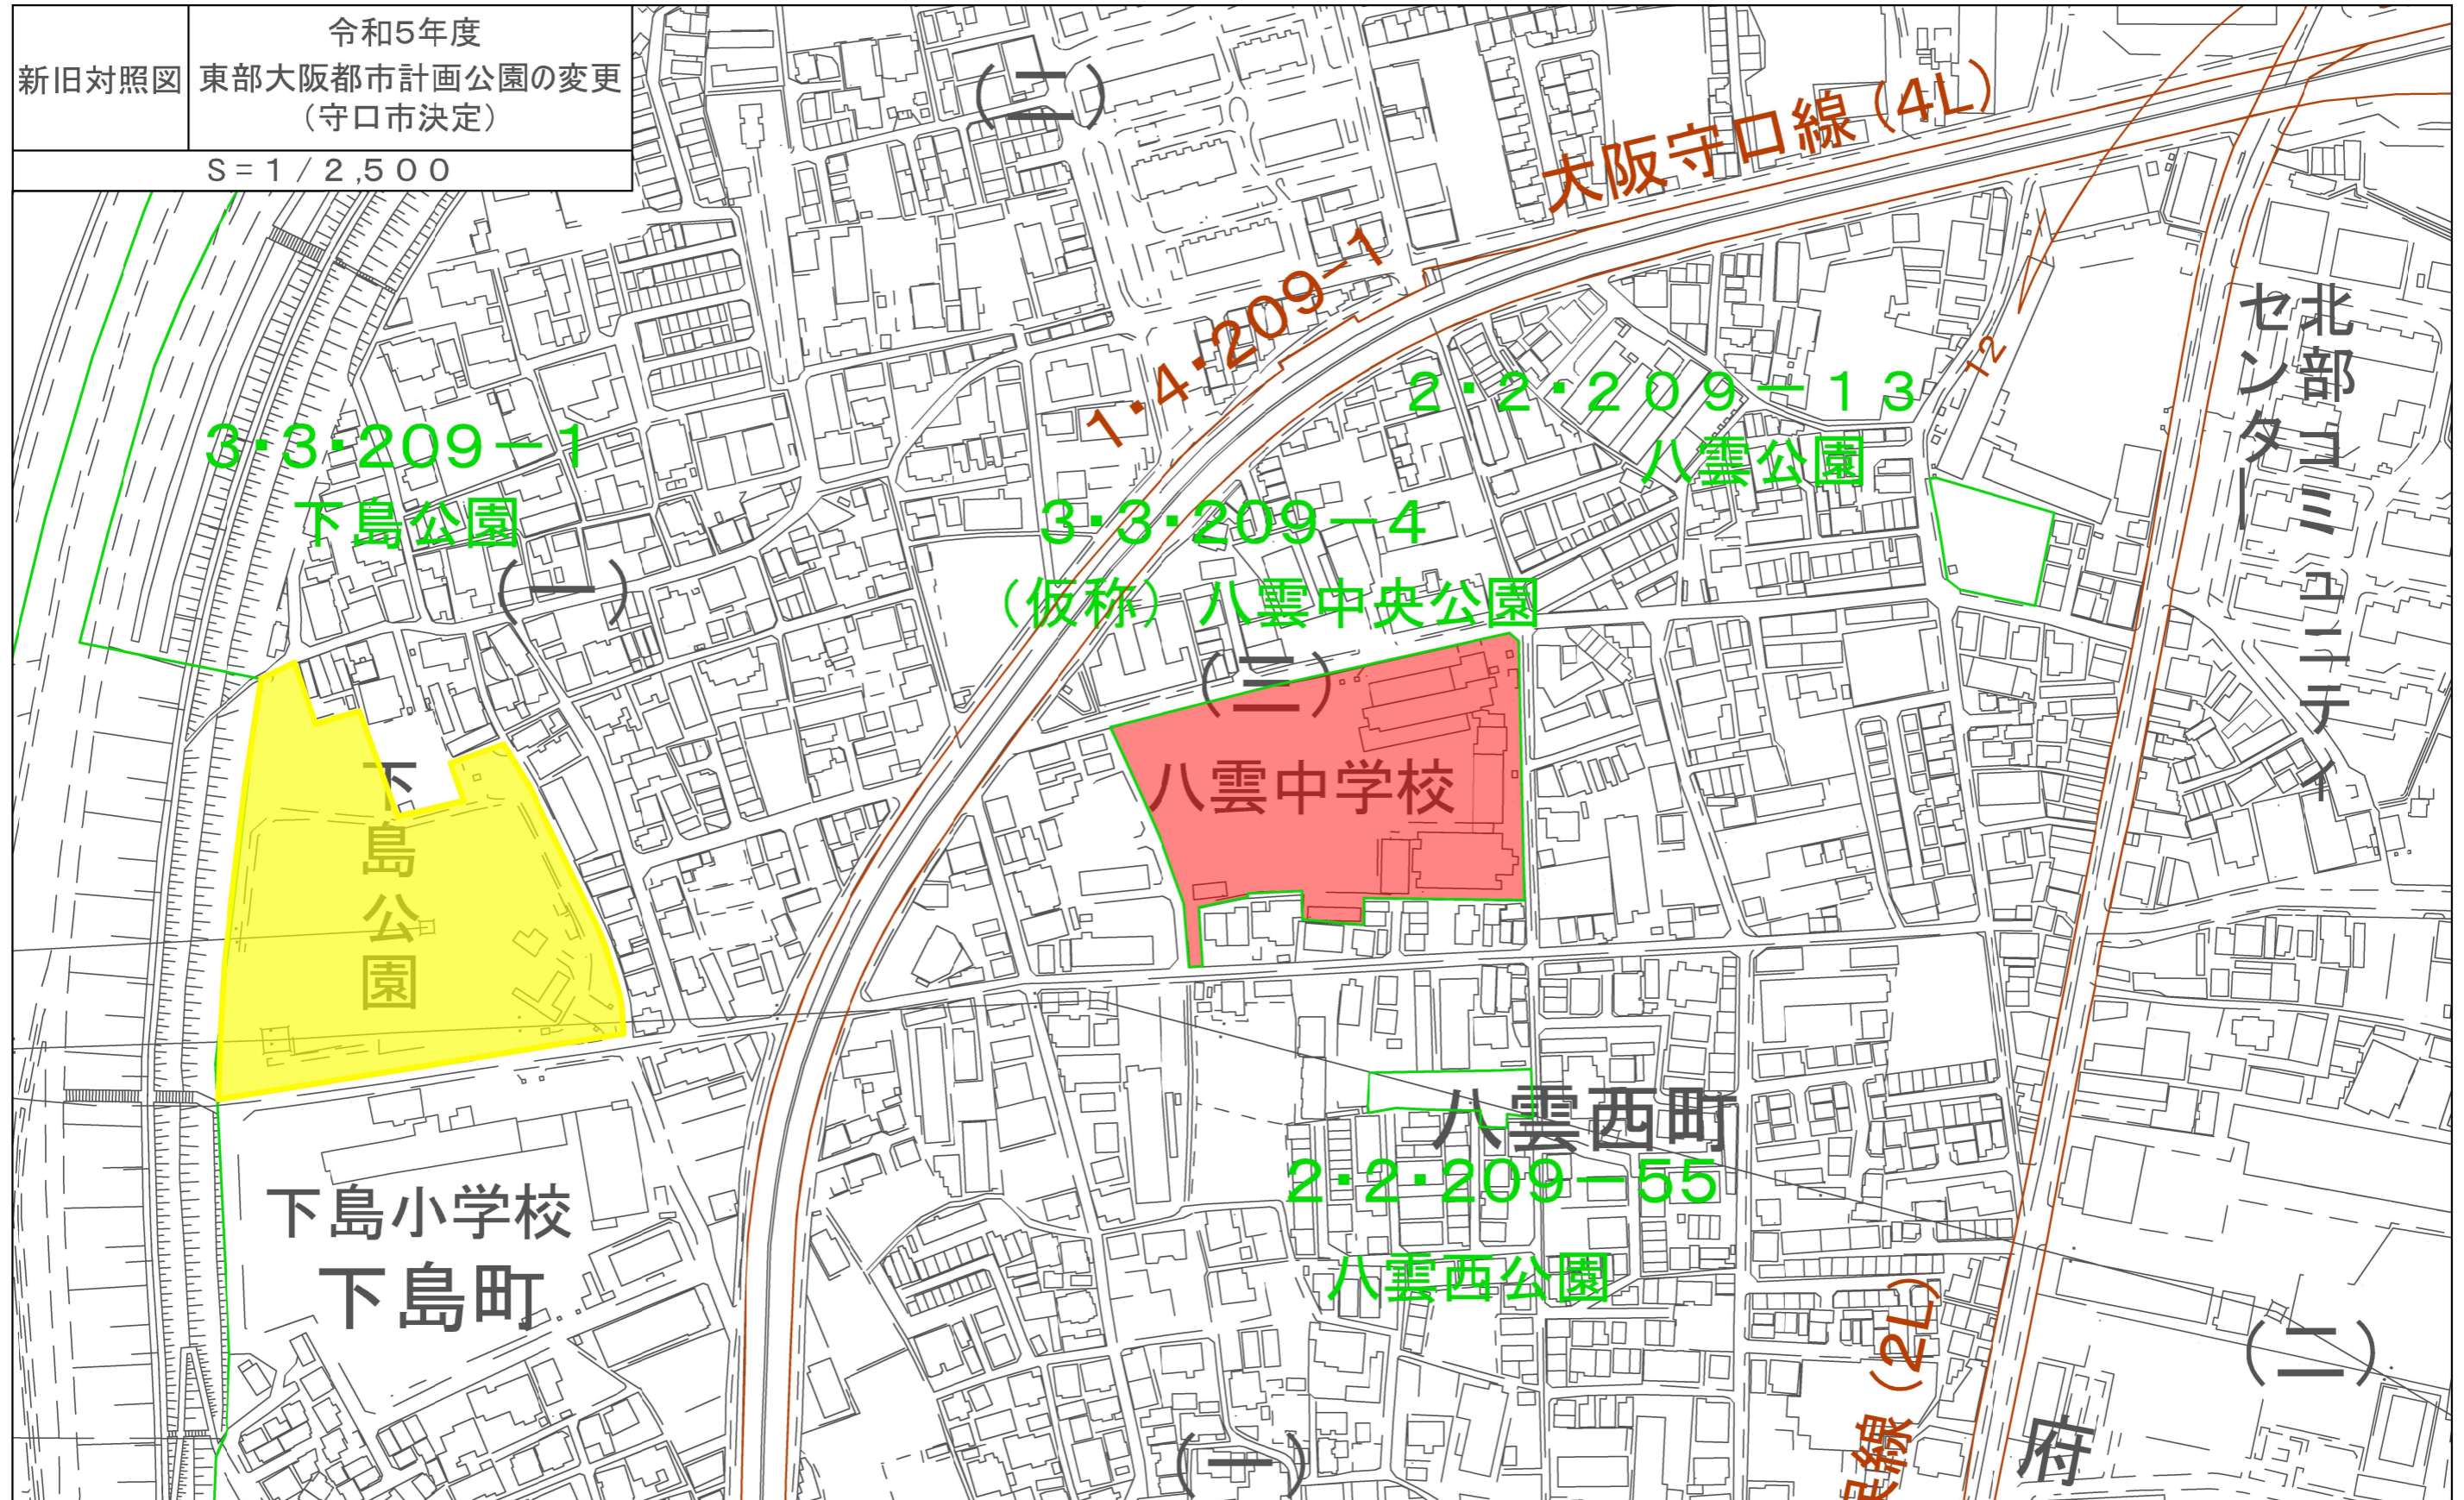 新旧対照図
令和5年度
東部大阪都市計画公園の変更
(守口市決定)
S=1/2,500
(二)
大阪守口線(4L)
1・4・209-1
12
北部コミュニティ
センター
2・2・209-13
八雲公園
3・3・209-1
下島公園
(一)
3・3・209-4
(仮称)八雲中央公園
(三)
八雲中学校
下島公園
八雲西町
2・2・209-55
八雲西公園
下島小学校
下島町
(一)
(二)
線(2L)
府